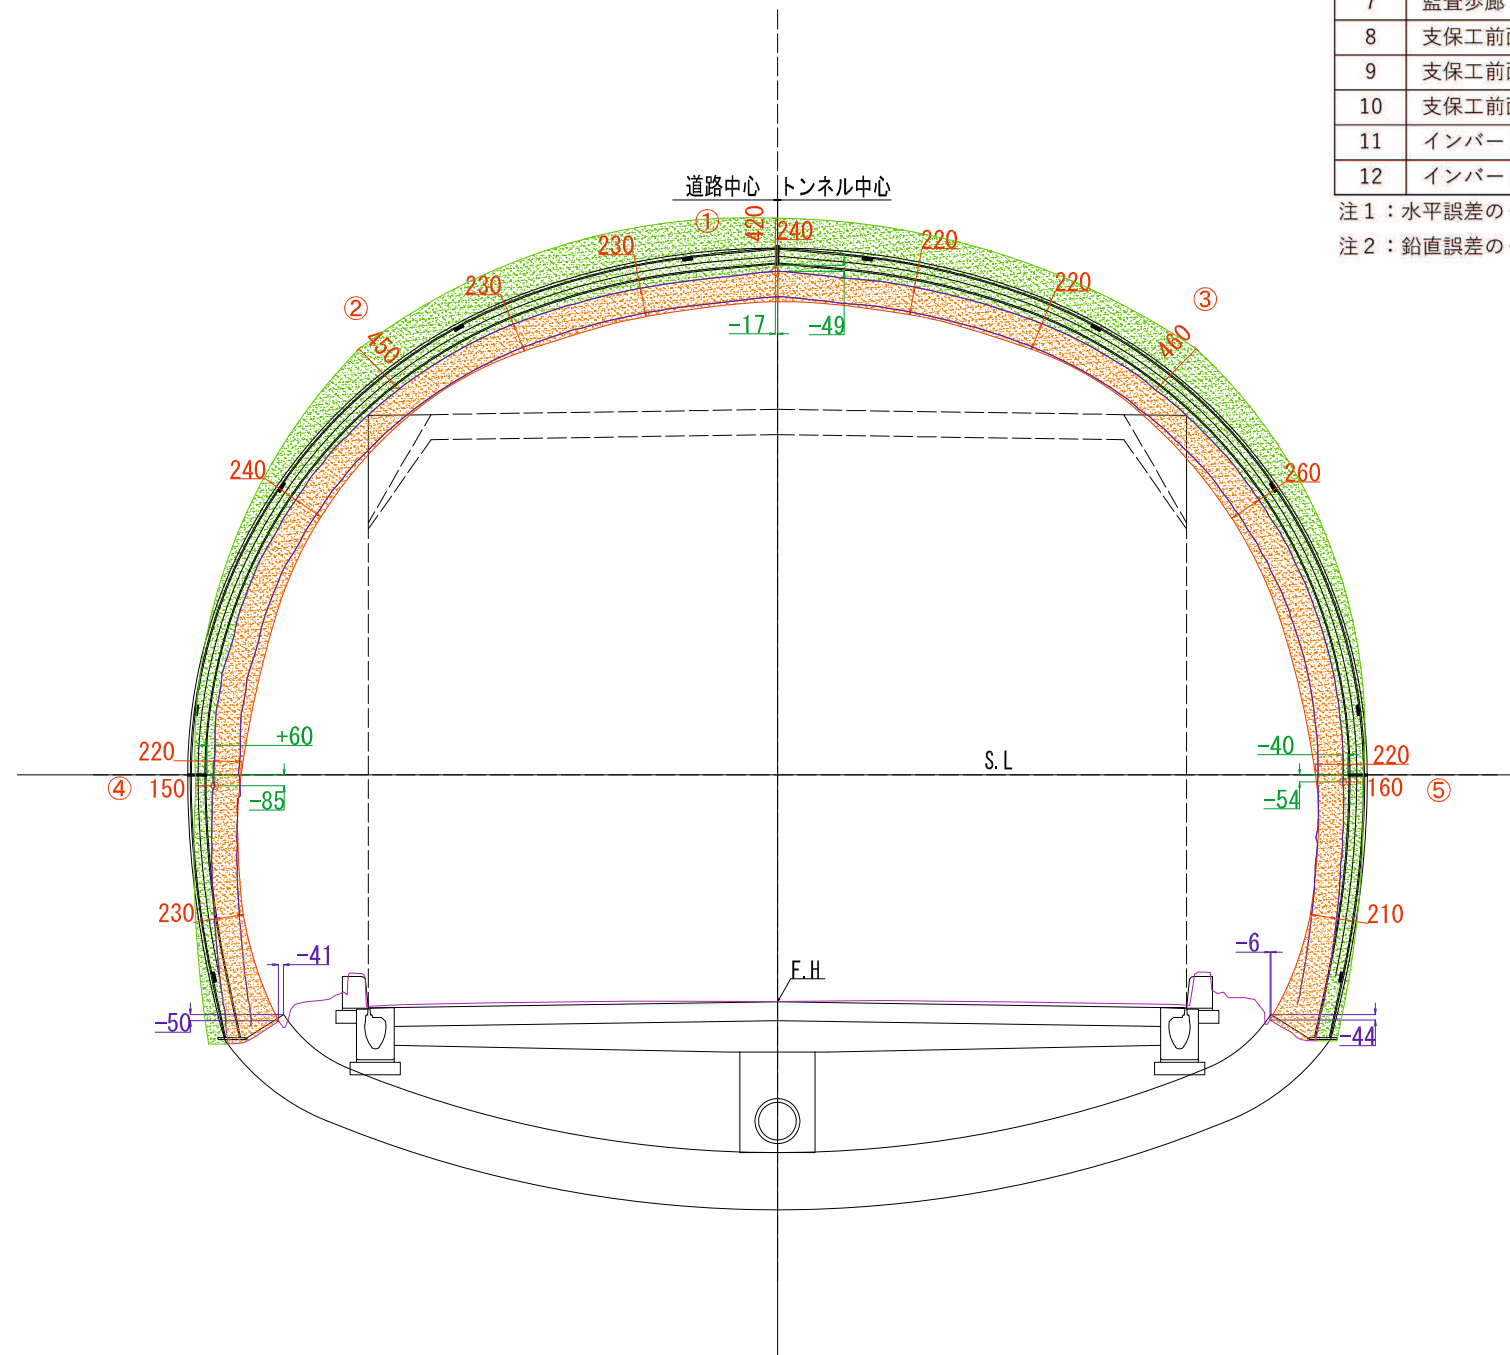 7
8 支保工前
9 支保工前
10 支保工前
11 インバー
12 インバー
注1：水平誤差の
注2：鉛直誤差の
道路中心 トンネル中心
① 420 240
230 220
230 220
② ③
450 460
-17 -49
240 260
+60 -40
220 220
S.L
④ 150 160 ⑤
-85 -54
230 210
-41 -6
F.H
-50 -44